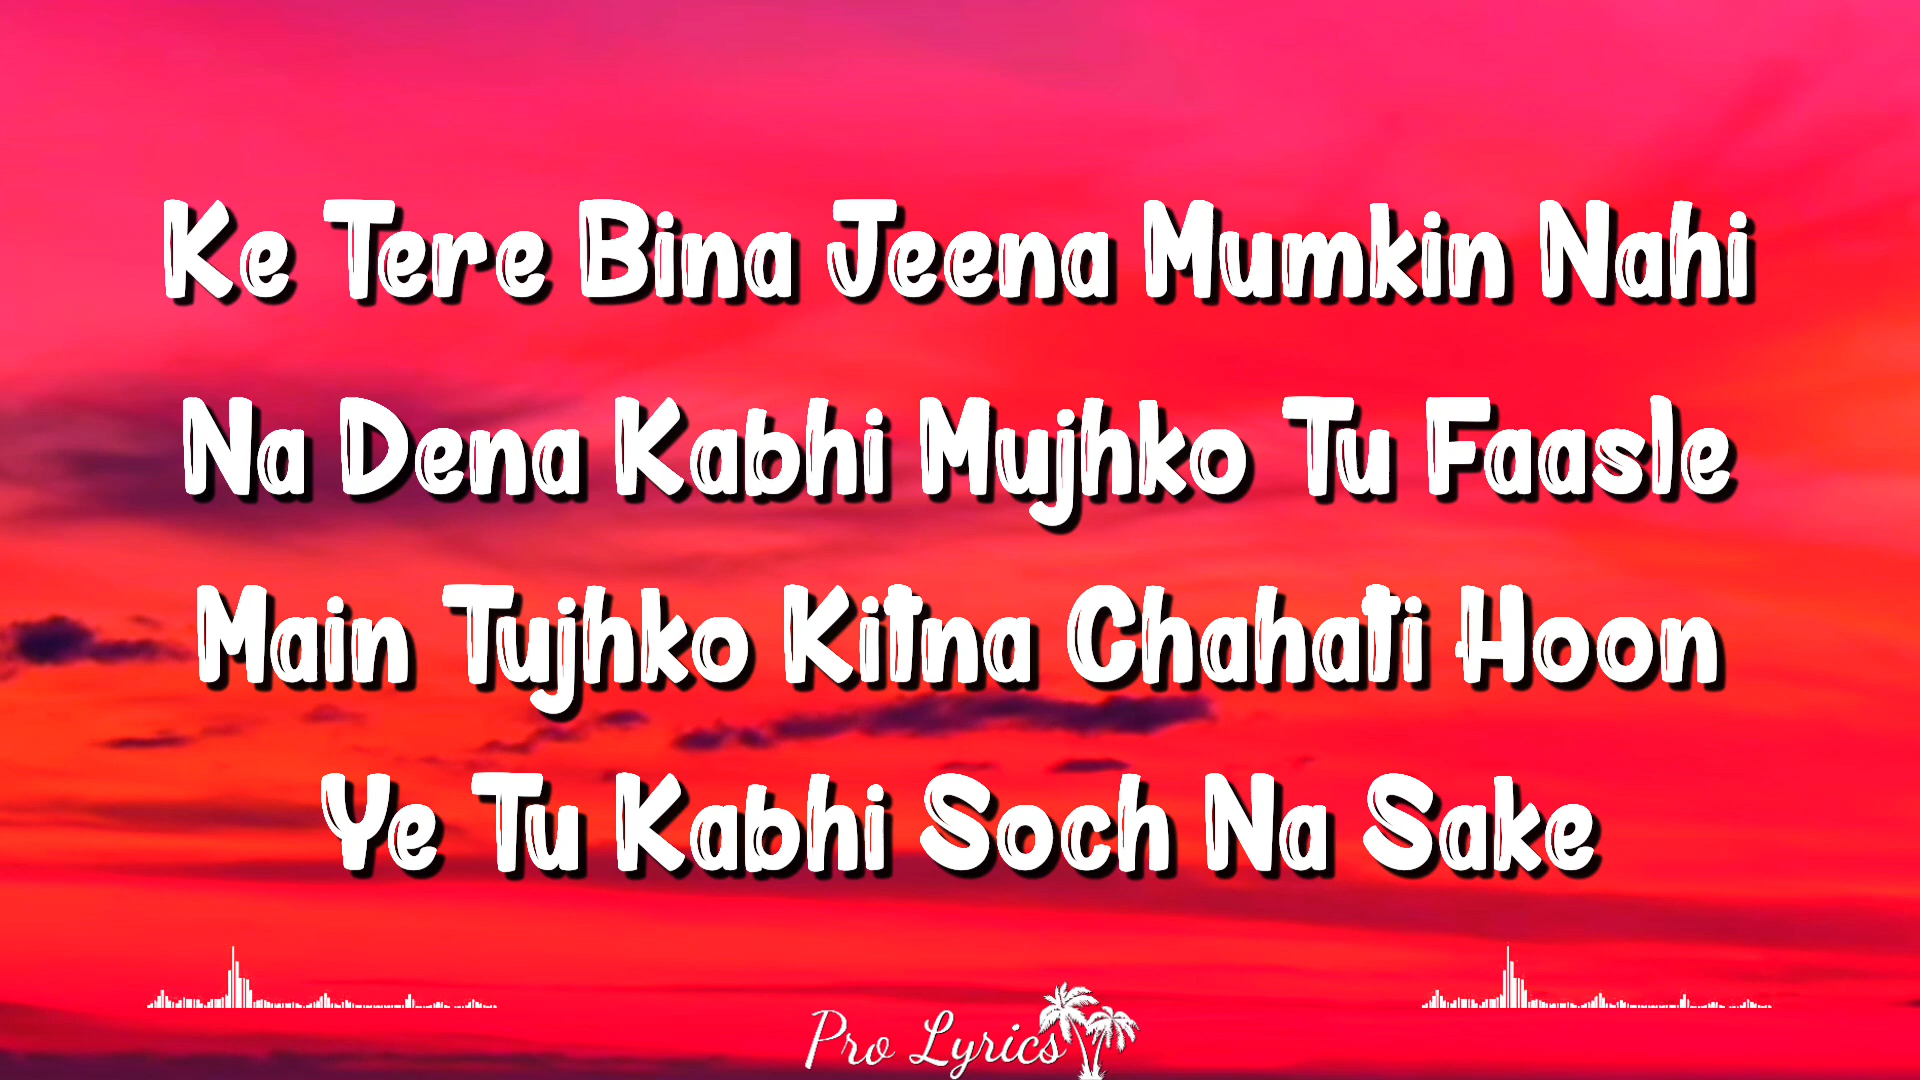 Ke Tere Bina Jeena Mumkin Nahi
Na Dena Kabhi Mujhko Tu Faasle
Main Tujhko Kitna Chahati Hoon
Ye Tu Kabhi Soch Na Sake
Pro Lyrics